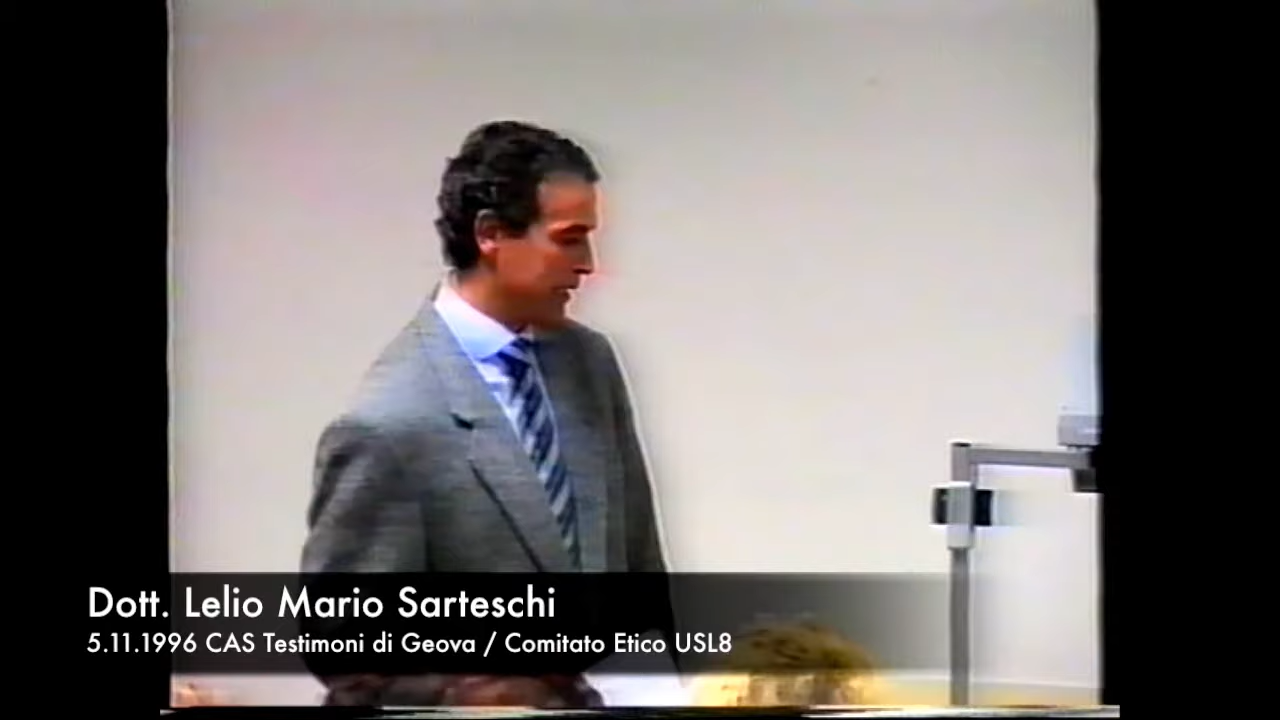 Dott. Lelio Mario Sarteschi
5.11.1996 CAS Testimoni di Geova / Comitato Etico USL8